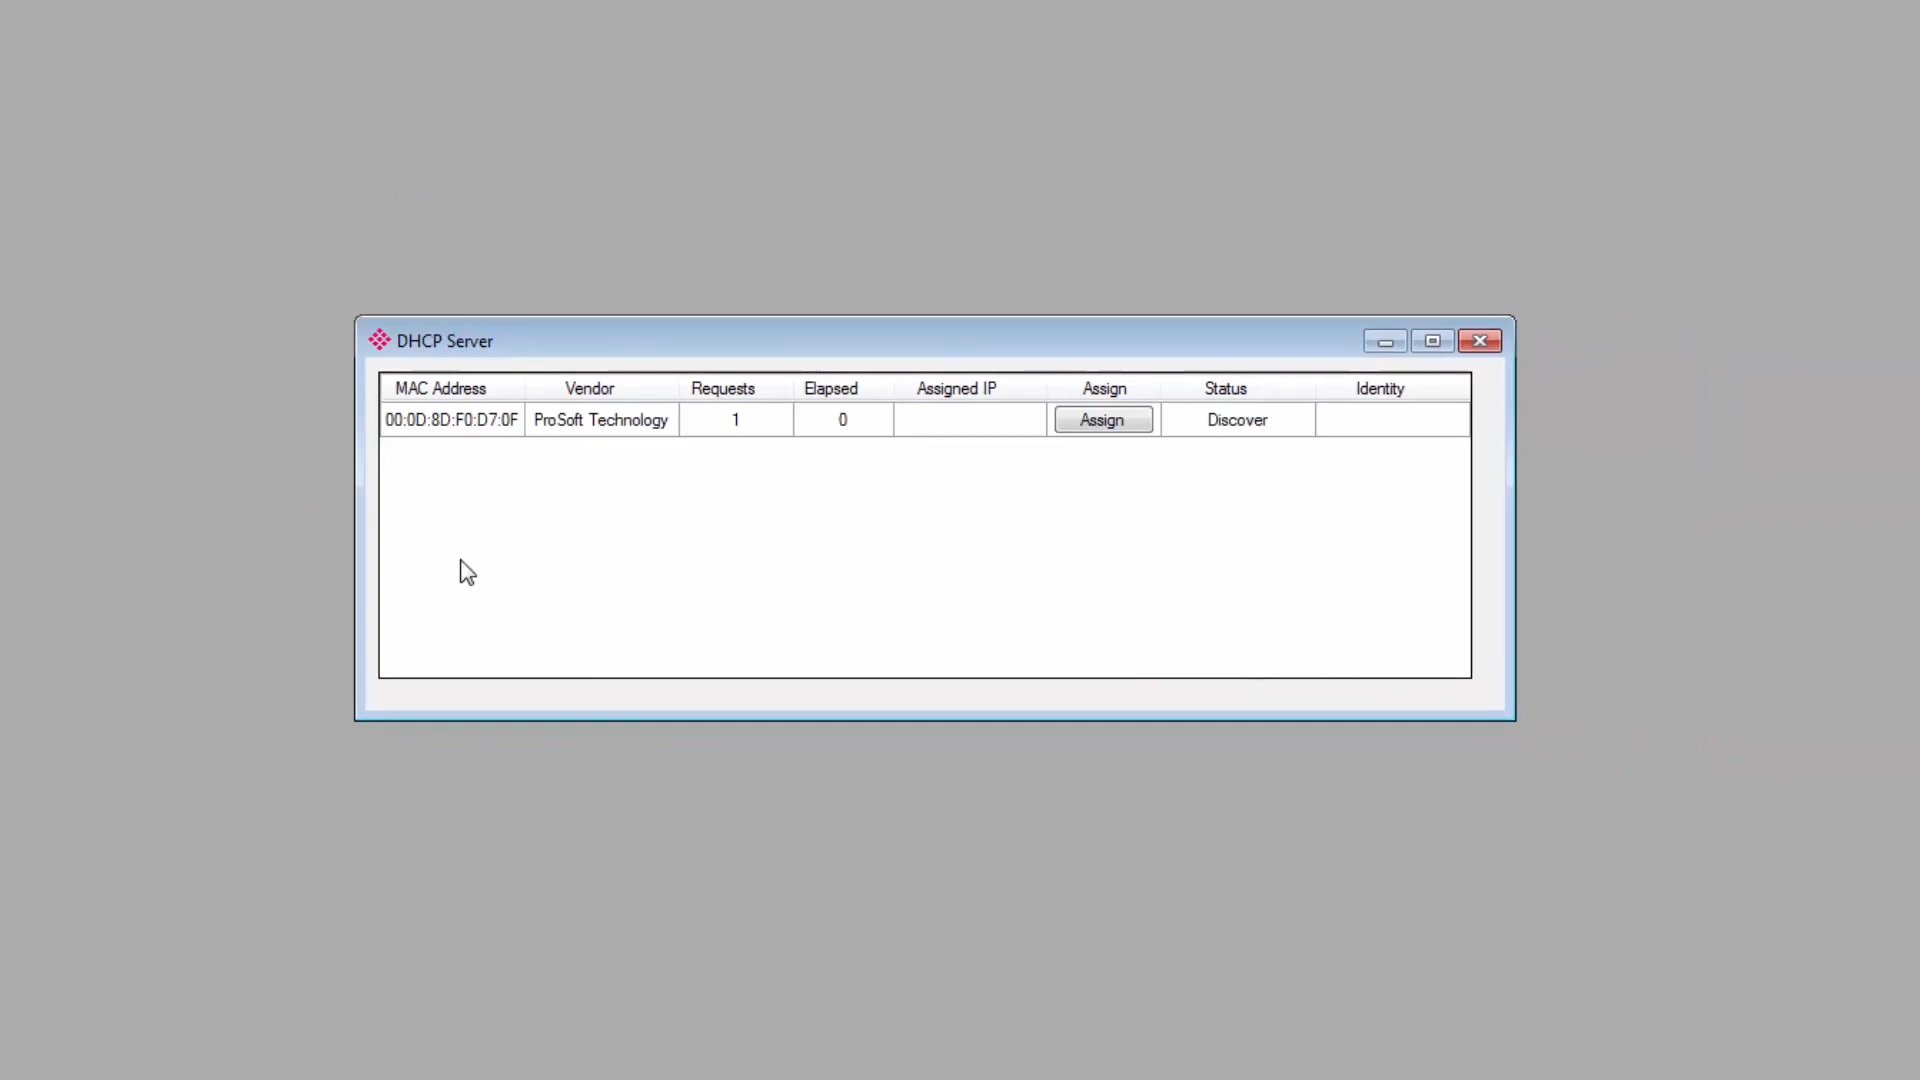 DHCP Server
MAC Address Vendor Requests Elapsed Assigned IP Assign Status Identity
00:0D:8D:F0:D7:0F ProSoft Technology 1 0 Assign Discover